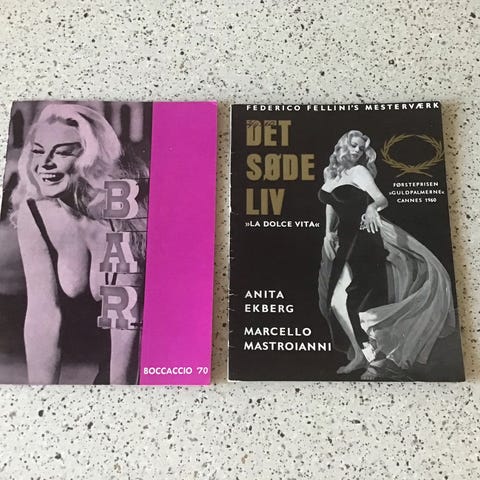 BAR
BOCCACCIO '70
FEDERICO FELLINI'S MESTERVÆRK
DET
SØDE
LIV
»LA DOLCE VITA«
FØRSTEPRISEN
»GULDPALMERNE«
CANNES 1960
ANITA
EKBERG
MARCELLO
MASTROIANNI